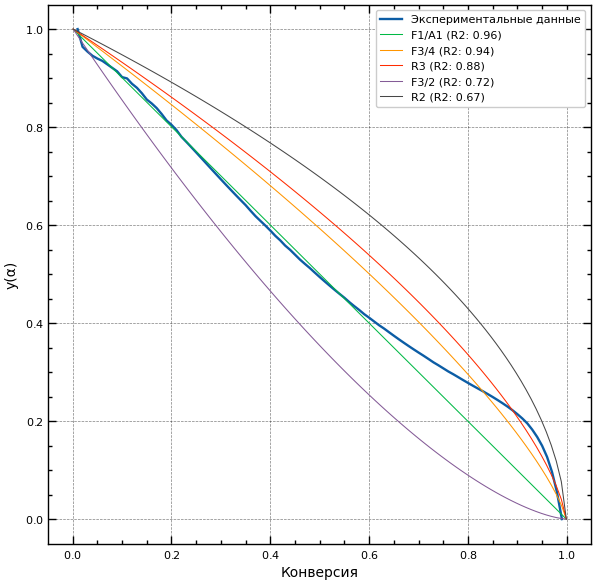 Экспериментальные данные
F1/A1 (R2: 0.96)
F3/4 (R2: 0.94)
R3 (R2: 0.88)
F3/2 (R2: 0.72)
R2 (R2: 0.67)
y(α)
1.0
0.8
0.6
0.4
0.2
0.0
0.0 0.2 0.4 0.6 0.8 1.0
Конверсия